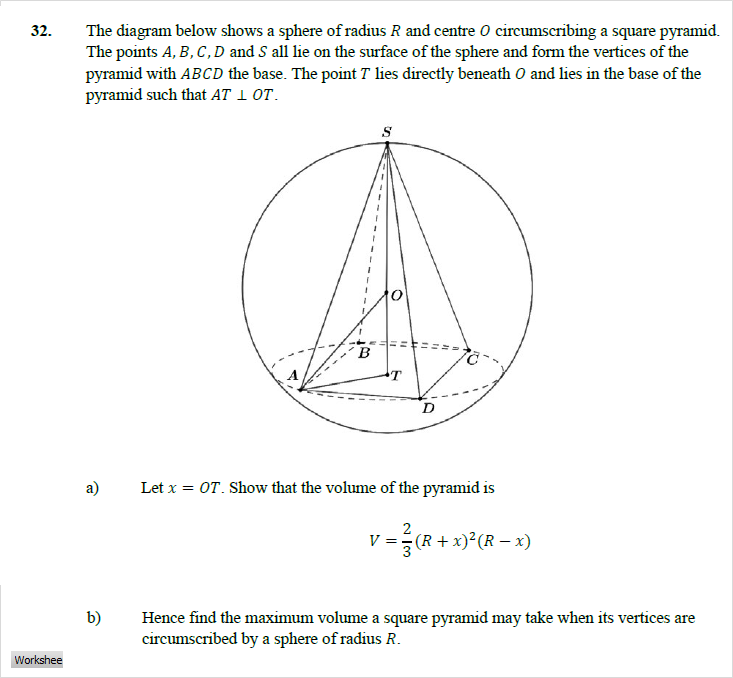 32. The diagram below shows a sphere of radius R and centre O circumscribing a square pyramid.
The points A, B, C, D and S all lie on the surface of the sphere and form the vertices of the
pyramid with ABCD the base. The point T lies directly beneath O and lies in the base of the
pyramid such that AT ⊥ OT.
S
O
B
C
A
T
D
a) Let x = OT. Show that the volume of the pyramid is
V = 2/3 (R + x)²(R − x)
b) Hence find the maximum volume a square pyramid may take when its vertices are
circumscribed by a sphere of radius R.
Workshee